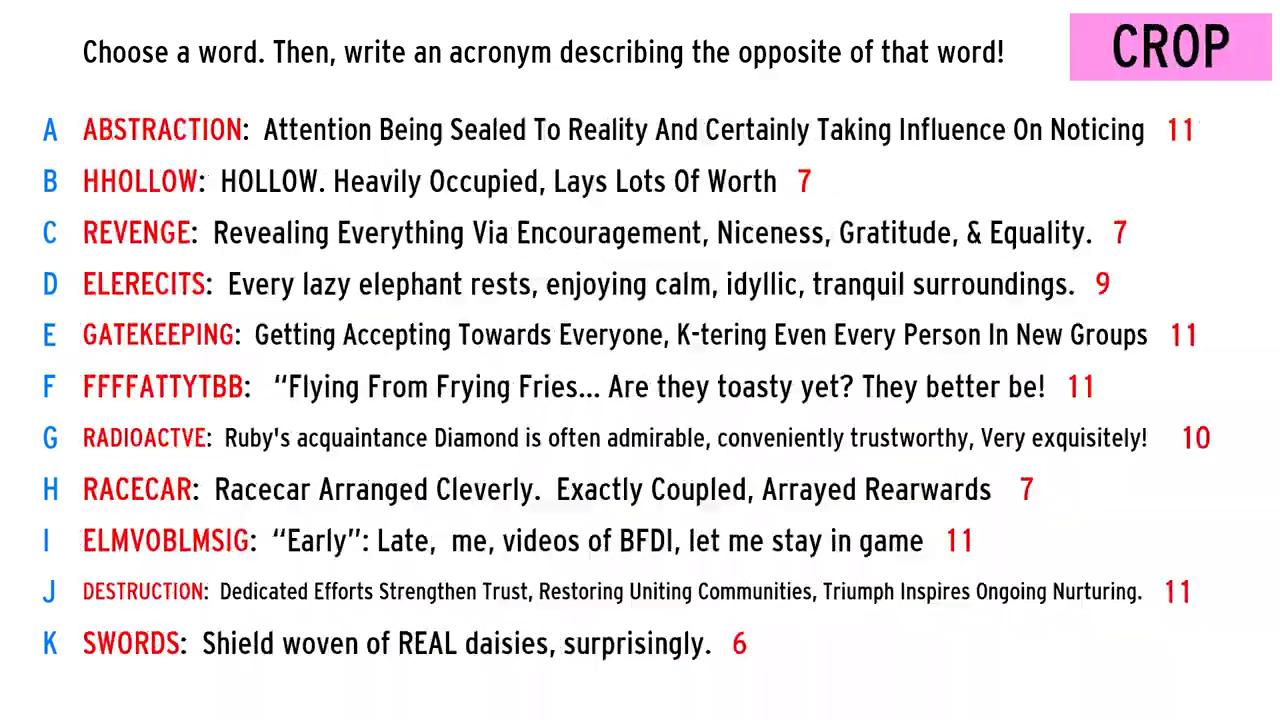 Choose a word. Then, write an acronym describing the opposite of that word!
CROP
A ABSTRACTION: Attention Being Sealed To Reality And Certainly Taking Influence On Noticing 11
B HHOLLOW: HOLLOW. Heavily Occupied, Lays Lots Of Worth 7
C REVENGE: Revealing Everything Via Encouragement, Niceness, Gratitude, & Equality. 7
D ELERECITS: Every lazy elephant rests, enjoying calm, idyllic, tranquil surroundings. 9
E GATEKEEPING: Getting Accepting Towards Everyone, K-tering Even Every Person In New Groups 11
F FFFFATTYTBB: “Flying From Frying Fries... Are they toasty yet? They better be! 11
G RADIOACTVE: Ruby's acquaintance Diamond is often admirable, conveniently trustworthy, Very exquisitely! 10
H RACECAR: Racecar Arranged Cleverly. Exactly Coupled, Arrayed Rearwards 7
I ELMVOBLMSIG: “Early”: Late, me, videos of BFDI, let me stay in game 11
J DESTRUCTION: Dedicated Efforts Strengthen Trust, Restoring Uniting Communities, Triumph Inspires Ongoing Nurturing. 11
K SWORDS: Shield woven of REAL daisies, surprisingly. 6